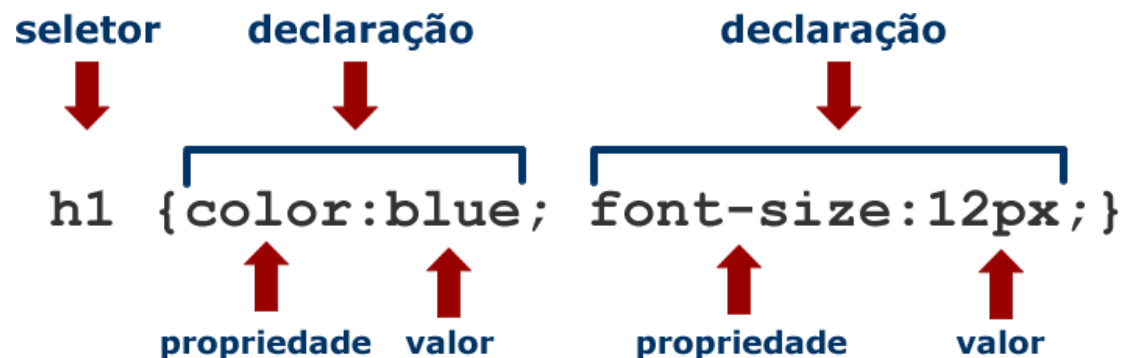 seletor declaração declaração
h1 {color:blue; font-size:12px;}
propriedade valor propriedade valor